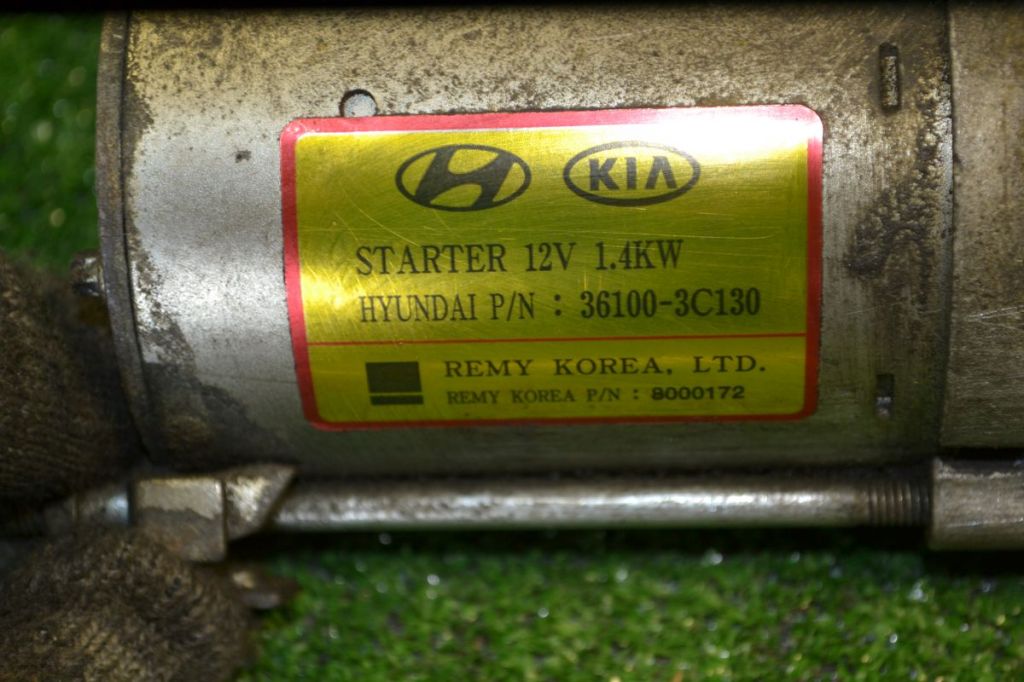 KIA
STARTER 12V 1.4KW
HYUNDAI P/N : 36100-3C130
REMY KOREA, LTD.
REMY KOREA P/N : 8000172